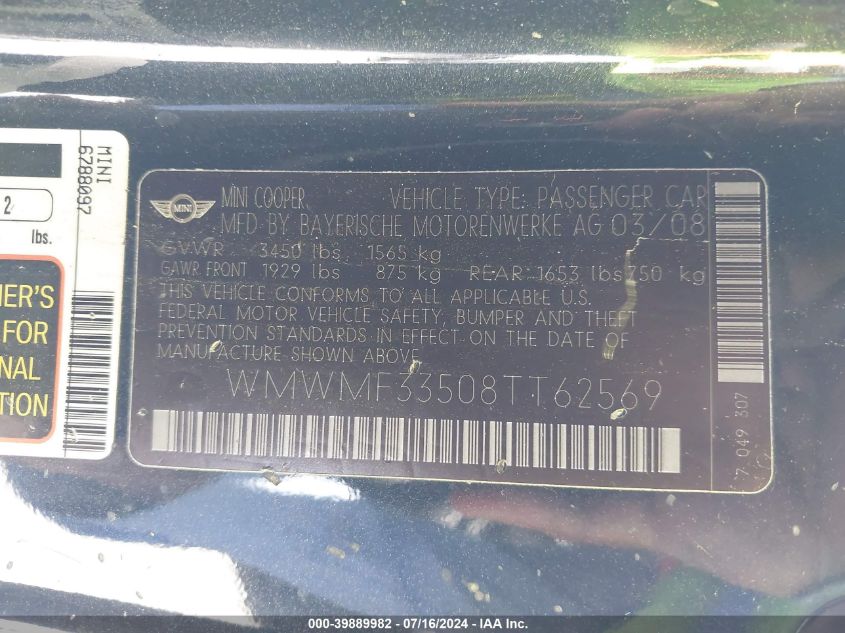 MINI
6788097
2
lbs.
ER'S
FOR
NAL
TION
MINI
MINI COOPER VEHICLE TYPE: PASSENGER CAR
MFD BY BAYERISCHE MOTORENWERKE AG 03/08
GVWR 3450 lbs 1565 kg
GAWR FRONT 1929 lbs 875 kg REAR: 1653 lbs 750 kg
THIS VEHICLE CONFORMS TO ALL APPLICABLE U.S.
FEDERAL MOTOR VEHICLE SAFETY, BUMPER AND THEFT
PREVENTION STANDARDS IN EFFECT ON THE DATE OF
MANUFACTURE SHOWN ABOVE.
WMWMF33508TT62569
7 049 307
000-39889982 - 07/16/2024 - IAA Inc.